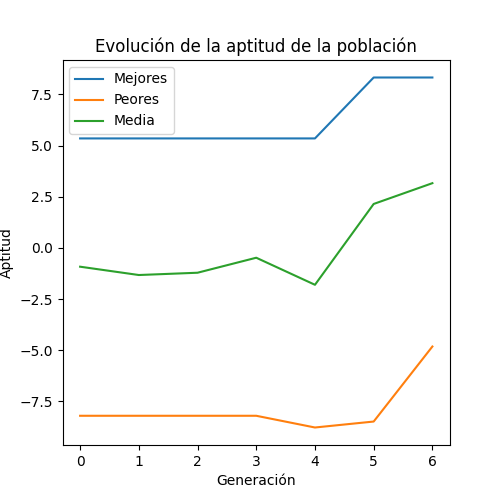 Evolución de la aptitud de la población
Mejores
Peores
Media
Aptitud
7.5
5.0
2.5
0.0
−2.5
−5.0
−7.5
0 1 2 3 4 5 6
Generación